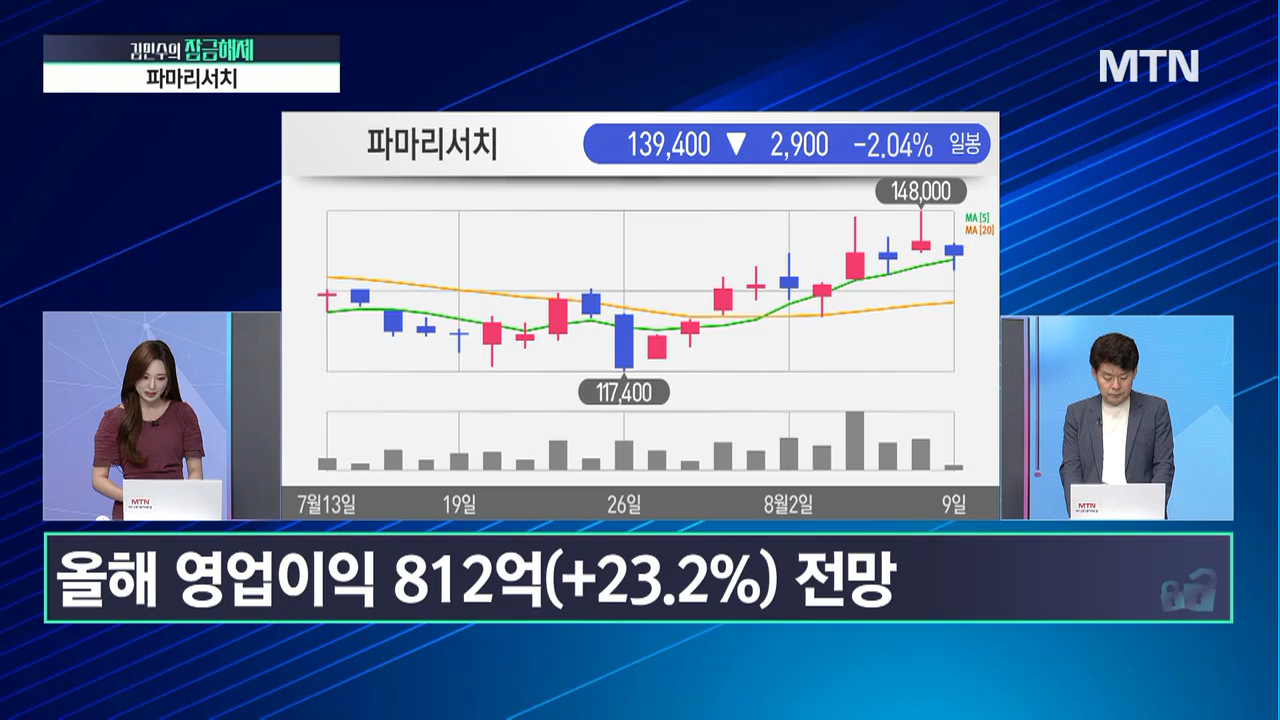 김민수의 잠금해제
파마리서치
MTN
파마리서치
139,400 ▼ 2,900 -2.04% 일봉
148,000
MA [5]
MA [20]
117,400
7월13일 19일 26일 8월2일 9일
MTN
MTN
올해 영업이익 812억(+23.2%) 전망